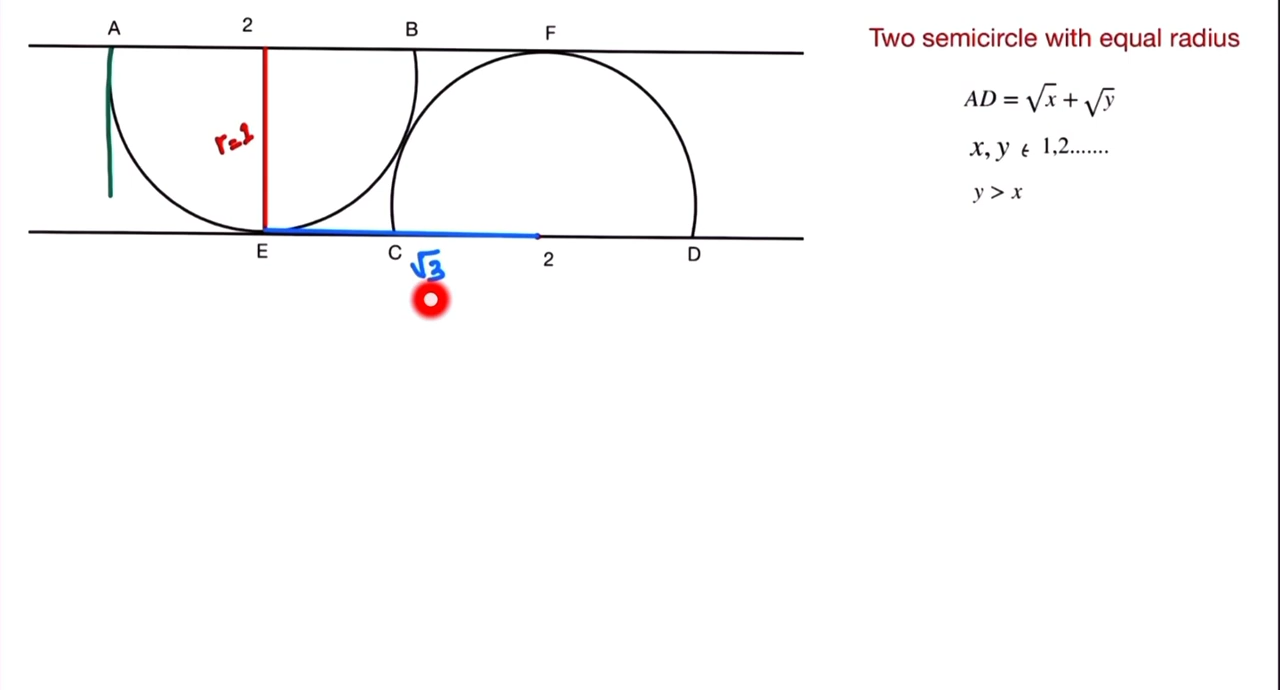 A 2 B F
r=1
E C √3 2 D
Two semicircle with equal radius
AD = √x + √y
x, y ϵ 1,2.......
y > x